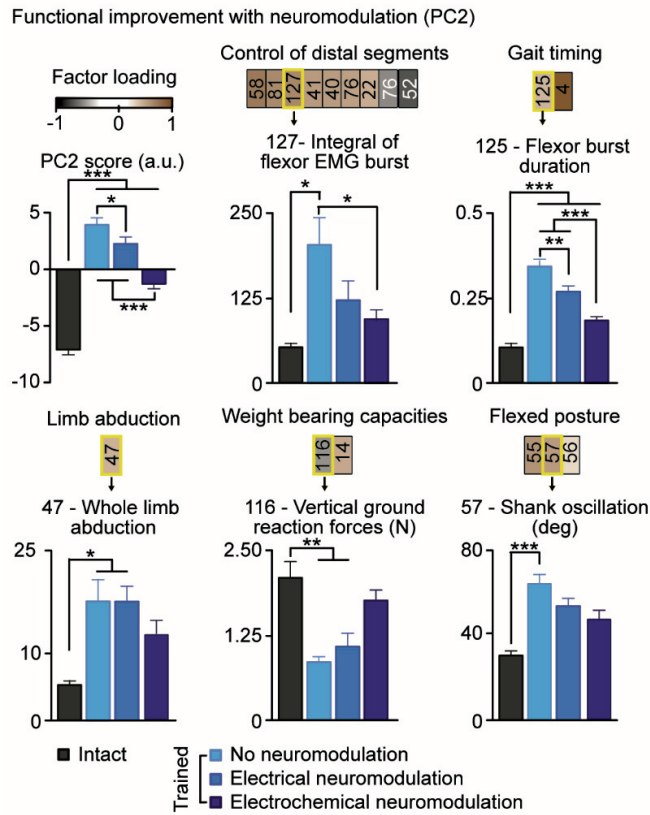 Functional improvement with neuromodulation (PC2)
Factor loading
-1 0 1
Control of distal segments
58 81 127 41 40 76 22 76 52
Gait timing
125 4
PC2 score (a.u.)
***
*
***
5
0
-5
-10
127- Integral of
flexor EMG burst
*
*
250
125
0
125 - Flexor burst
duration
***
***
**
0.5
0.25
0
Limb abduction
47
47 - Whole limb
abduction
*
25
10
0
Weight bearing capacities
116 14
116 - Vertical ground
reaction forces (N)
**
2.50
1.25
0
Flexed posture
55 57 56
57 - Shank oscillation
(deg)
***
80
40
0
Intact
Trained
No neuromodulation
Electrical neuromodulation
Electrochemical neuromodulation